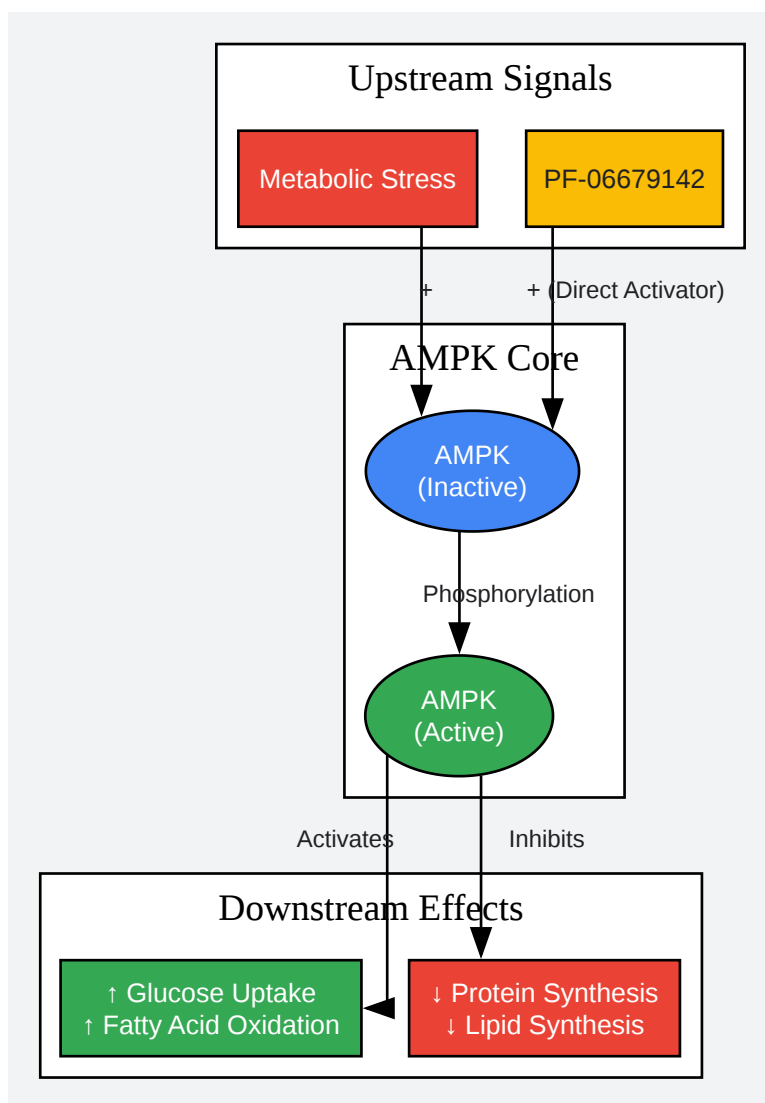 Upstream Signals
Metabolic Stress
PF-06679142
+
+ (Direct Activator)
AMPK Core
AMPK
(Inactive)
Phosphorylation
AMPK
(Active)
Activates
Inhibits
Downstream Effects
↑ Glucose Uptake
↑ Fatty Acid Oxidation
↓ Protein Synthesis
↓ Lipid Synthesis